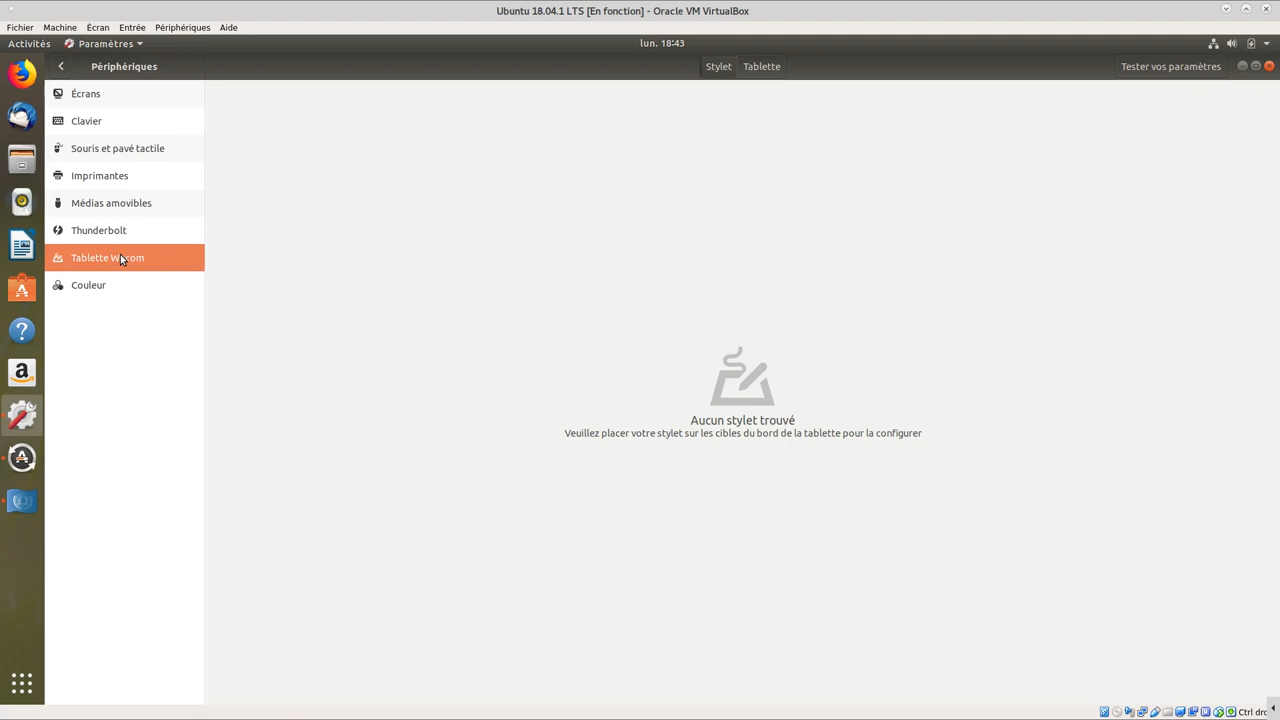 Ubuntu 18.04.1 LTS [En fonction] - Oracle VM VirtualBox
Fichier Machine Écran Entrée Périphériques Aide
Activités Paramètres lun. 18:43
Périphériques Stylet Tablette Tester vos paramètres
Écrans
Clavier
Souris et pavé tactile
Imprimantes
Médias amovibles
Thunderbolt
Tablette Wacom
Couleur
Aucun stylet trouvé
Veuillez placer votre stylet sur les cibles du bord de la tablette pour la configurer
Ctrl dro